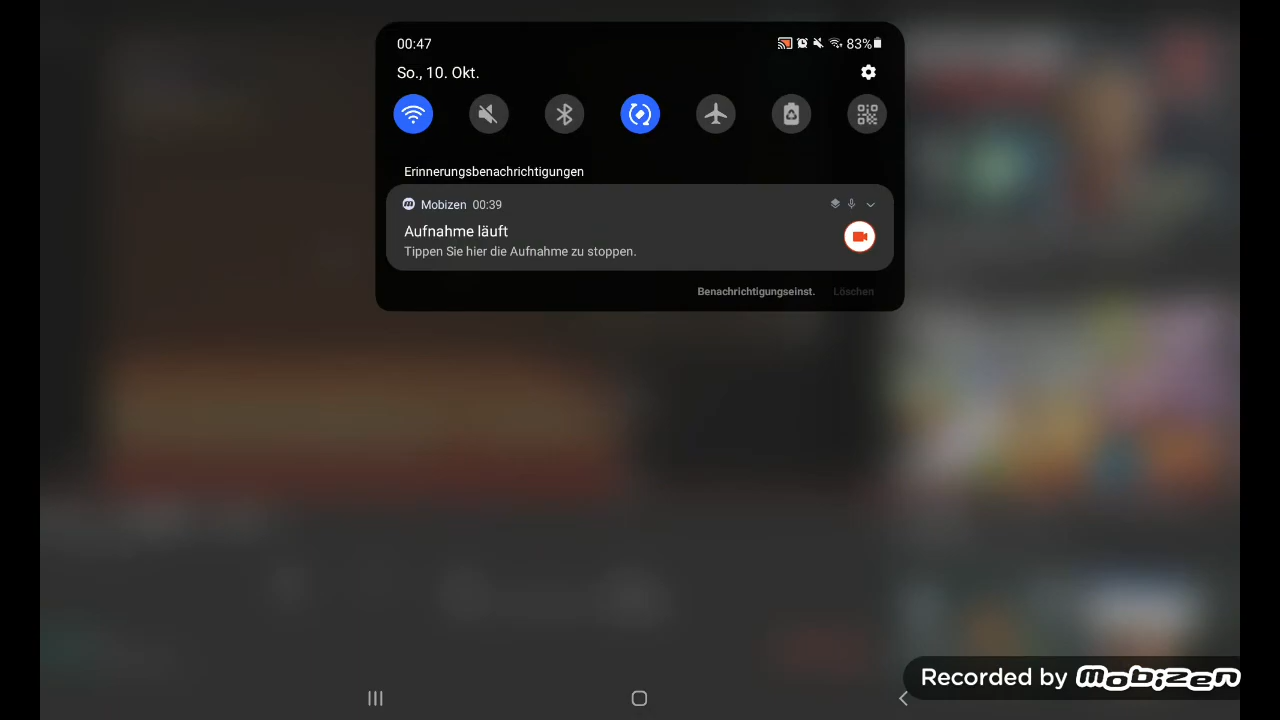 00:47
83%
So., 10. Okt.
Erinnerungsbenachrichtigungen
Mobizen 00:39
Aufnahme läuft
Tippen Sie hier die Aufnahme zu stoppen.
Benachrichtigungseinst. Löschen
Recorded by mobizen